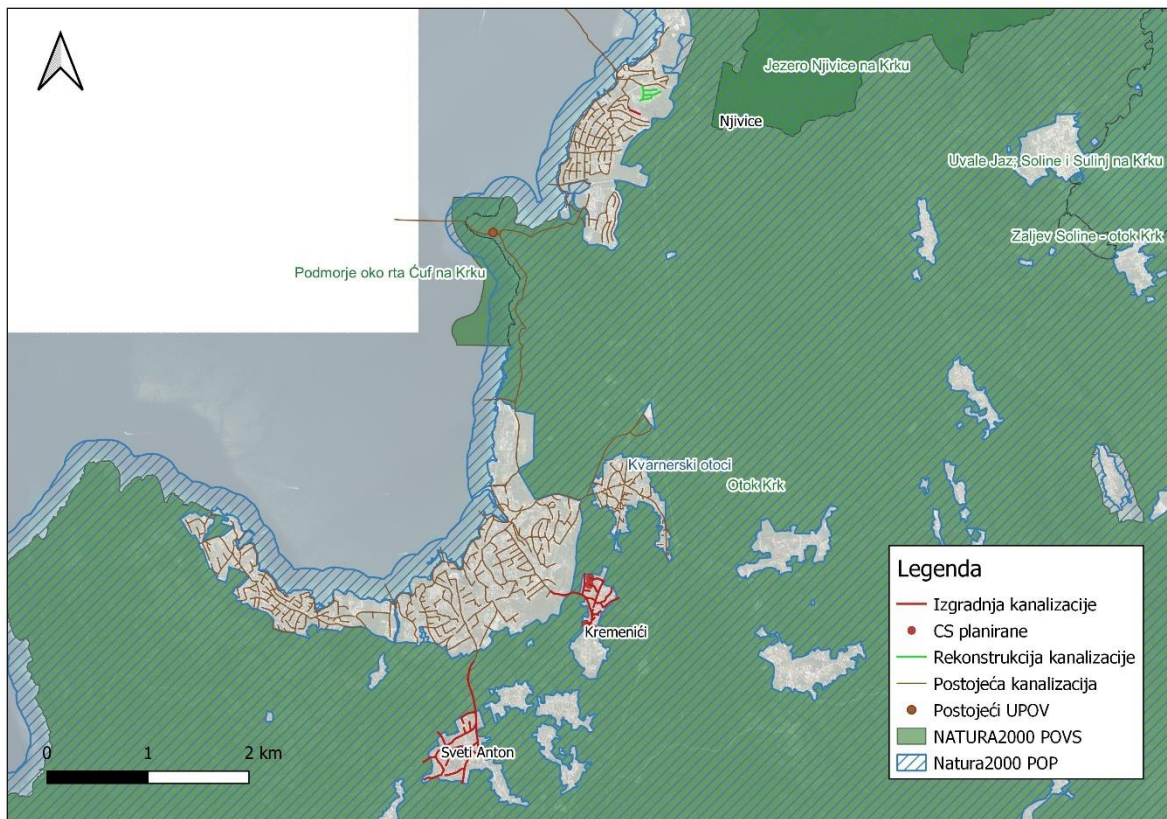 Jezero Njivice na Krku
Njivice
Uvale Jaz; Soline i Sulinj na Krku
Zaljev Soline - otok Krk
Podmorje oko rta Ćuf na Krku
Kvarnerski otoci
Otok Krk
Kremenići
Sveti Anton
0 1 2 km
Legenda
Izgradnja kanalizacije
CS planirane
Rekonstrukcija kanalizacije
Postojeća kanalizacija
Postojeći UPOV
NATURA2000 POVS
Natura2000 POP